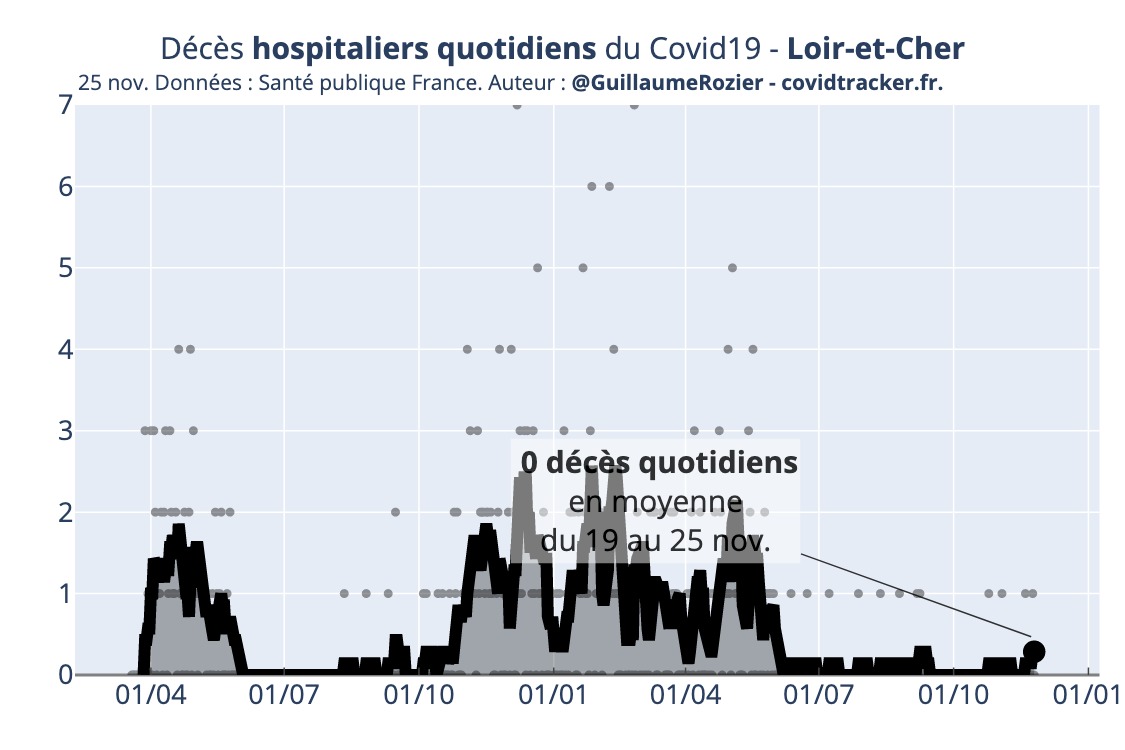 Décès hospitaliers quotidiens du Covid19 - Loir-et-Cher
25 nov. Données : Santé publique France. Auteur : @GuillaumeRozier - covidtracker.fr.
7
6
5
4
3
2
1
0
0 décès quotidiens
en moyenne
du 19 au 25 nov.
01/04 01/07 01/10 01/01 01/04 01/07 01/10 01/01